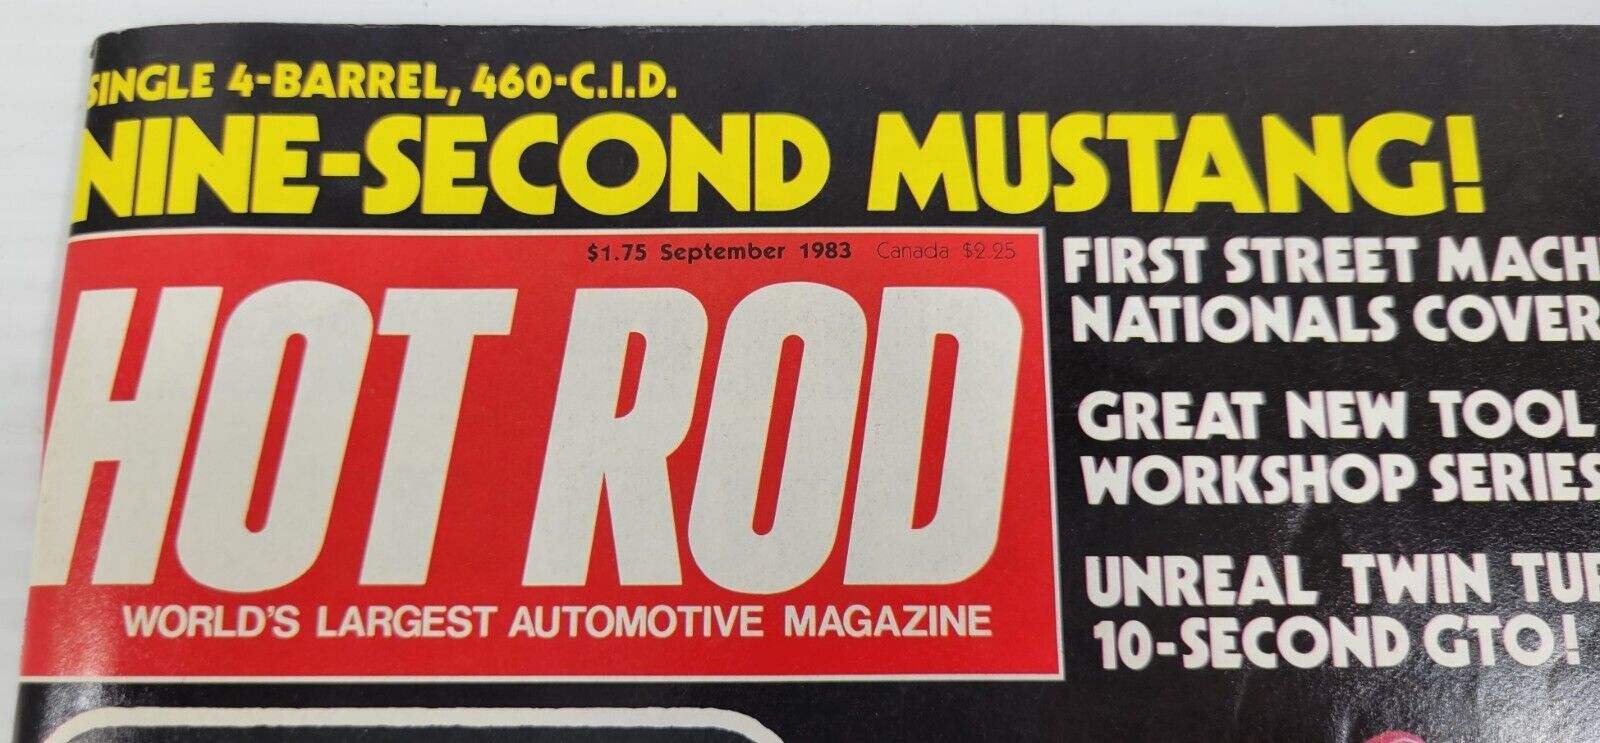 SINGLE 4-BARREL, 460-C.I.D.
NINE-SECOND MUSTANG!
$1.75 September 1983 Canada $2.25
HOT ROD
WORLD'S LARGEST AUTOMOTIVE MAGAZINE
FIRST STREET MACH
NATIONALS COVER
GREAT NEW TOOL
WORKSHOP SERIES
UNREAL TWIN TUR
10-SECOND GTO!